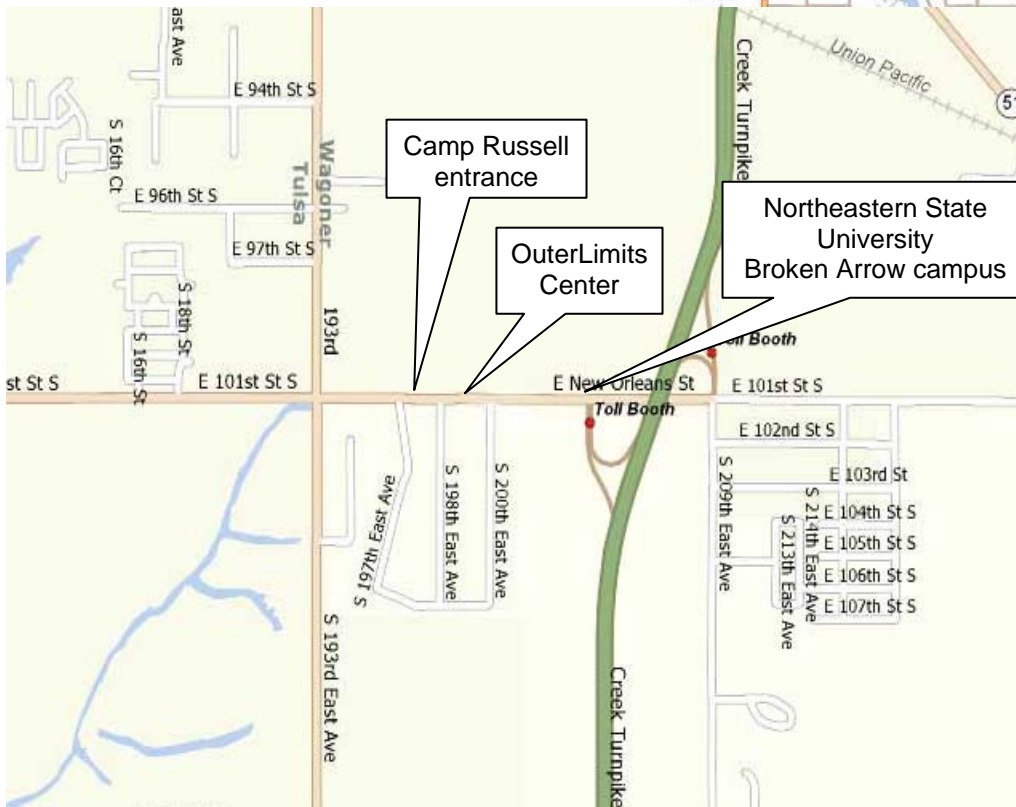 ast Ave
E 94th St S
S 16th Ct
E 96th St S
E 97th St S
Wagoner
Tulsa
Camp Russell
entrance
OuterLimits
Center
Northeastern State
University
Broken Arrow campus
Creek Turnpike
Union Pacific
51
S 18th St
S 16th St
193rd
st St S
E 101st St S
E New Orleans St
E 101st St S
Toll Booth
oll Booth
E 102nd St S
E 103rd St
E 104th St S
E 105th St S
E 106th St S
E 107th St S
S 197th East Ave
S 198th East Ave
S 200th East Ave
S 209th East Ave
S 213th East Ave
S 214th East Ave
S 193rd East Ave
Creek Turnpike